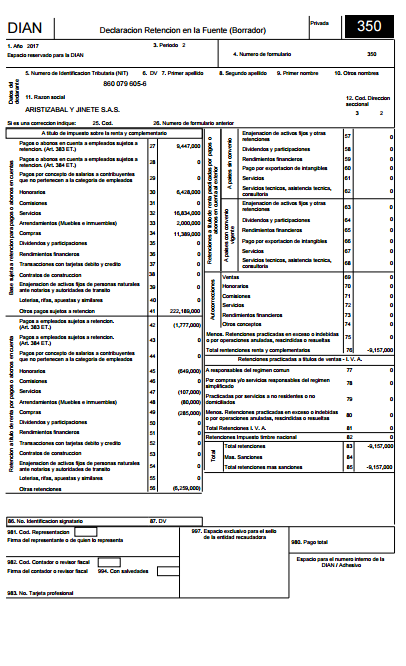 DIAN
Declaracion Retencion en la Fuente (Borrador)
Privada
350
1. Año 2017
3. Periodo 2
Espacio reservado para la DIAN
4. Numero de formulario
350
Datos del declarante
5. Numero de Identificacion Tributaria (NIT)
6. DV
7. Primer apellido
8. Segundo apellido
9. Primer nombre
10. Otros nombres
860 079 605-6
11. Razon social
ARISTIZABAL Y JINETE S.A.S.
12. Cod. Direccion seccional
3 2
Si es una correccion indique:
25. Cod.
26. Numero de formulario anterior
A titulo de impuesto sobre la renta y complementario
Base sujeta a retencion para pagos o abonos en cuenta
Pagos o abonos en cuenta a empleados sujetos a retencion. (Art. 383 ET.) 27 9,447,000
Pagos o abonos en cuenta a empleados sujetos a retencion. (Art. 384 ET.) 28 0
Pagos por concepto de salarios a contribuyentes que no pertenecen a la categoria de empleados 29 0
Honorarios 30 6,428,000
Comisiones 31 0
Servicios 32 16,834,000
Arrendamientos (Muebles e inmuebles) 33 2,000,000
Compras 34 11,389,000
Dividendos y participaciones 35 0
Rendimientos financieros 36 0
Transacciones con tarjetas debito y credito 37 0
Contratos de construccion 38 0
Enajenacion de activos fijos de personas naturales ante notarios y autoridades de transito 39 0
Loterias, rifas, apuestas y similares 40 0
Otros pagos sujetos a retencion 41 222,189,000
Retencion a titulo de renta por pagos o abonos en cuenta
Pagos a empleados sujetos a retencion. (Art. 383 ET.) 42 (1,777,000)
Pagos a empleados sujetos a retencion. (Art. 384 ET.) 43 0
Pagos por concepto de salarios a contribuyentes que no pertenecen a la categoria de empleados 44 0
Honorarios 45 (649,000)
Comisiones 46 0
Servicios 47 (107,000)
Arrendamientos (Muebles e inmuebles) 48 (80,000)
Compras 49 (285,000)
Dividendos y participaciones 50 0
Rendimientos financieros 51 0
Transacciones con tarjetas debito y credito 52 0
Contratos de construccion 53 0
Enajenacion de activos fijos de personas naturales ante notarios y autoridades de transito 54 0
Loterias, rifas, apuestas y similares 55 0
Otras retenciones 56 (6,259,000)
Retenciones a titulo de renta practicadas por pagos o abonos en cuenta al exterior
A paises sin convenio
Enajenacion de activos fijos y otras retenciones 57 0
Dividendos y participaciones 58 0
Rendimientos financieros 59 0
Pago por exportacion de intangibles 60 0
Servicios 61 0
Servicios tecnicos, asistencia tecnica, consultoria 62 0
A paises con convenio vigente
Enajenacion de activos fijos y otras retenciones 63 0
Dividendos y participaciones 64 0
Rendimientos financieros 65 0
Pago por exportacion de intangibles 66 0
Servicios 67 0
Servicios tecnicos, asistencia tecnica, consultoria 68 0
Autorretenciones
Ventas 69 0
Honorarios 70 0
Comisiones 71 0
Servicios 72 0
Rendimientos financieros 73 0
Otros conceptos 74 0
Menos. Retenciones practicadas en exceso o indebidas o por operaciones anuladas, rescindidas o resueltas 75 0
Total retenciones renta y complementarios 76 -9,157,000
Retenciones practicadas a titulos de ventas - I. V. A.
A responsables del regimen comun 77 0
Por compras y/o servicios responsables del regimen simplificado 78 0
Practicadas por servicios a no residentes o no domiciliados 79 0
Menos. Retenciones practicadas en exceso o indebidas o por operaciones anuladas, rescindidas o resueltas 80 0
Total Retenciones I. V. A. 81 0
Retenciones Impuesto timbre nacional 82 0
Total
Total retenciones 83 -9,157,000
Mas. Sanciones 84 0
Total retenciones mas sanciones 85 -9,157,000
86. No. Identificacion signatario
87. DV
981. Cod. Representacion
Firma del representante o de quien lo representa
982. Cod. Contador o revisor fiscal
Firma del contador o revisor fiscal
994. Con salvedades
983. No. Tarjeta profesional
997. Espacio exclusivo para el sello de la entidad recaudadora
980. Pago total
Espacio para el numero interno de la DIAN / Adhesivo